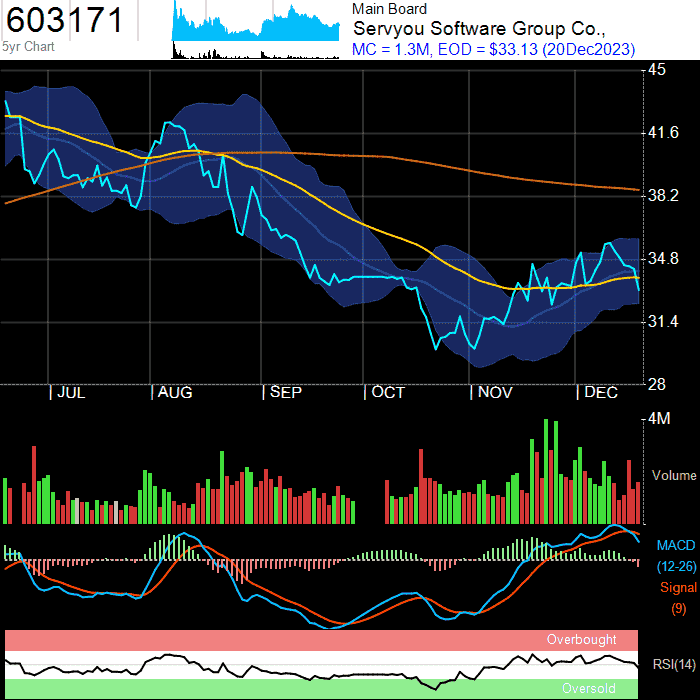 603171
5yr Chart
Main Board
Servyou Software Group Co.,
MC = 1.3M, EOD = $33.13 (20Dec2023)
45
41.6
38.2
34.8
31.4
28
| JUL | AUG | SEP | OCT | NOV | DEC
4M
Volume
MACD
(12-26)
Signal
(9)
Overbought
RSI(14)
Oversold